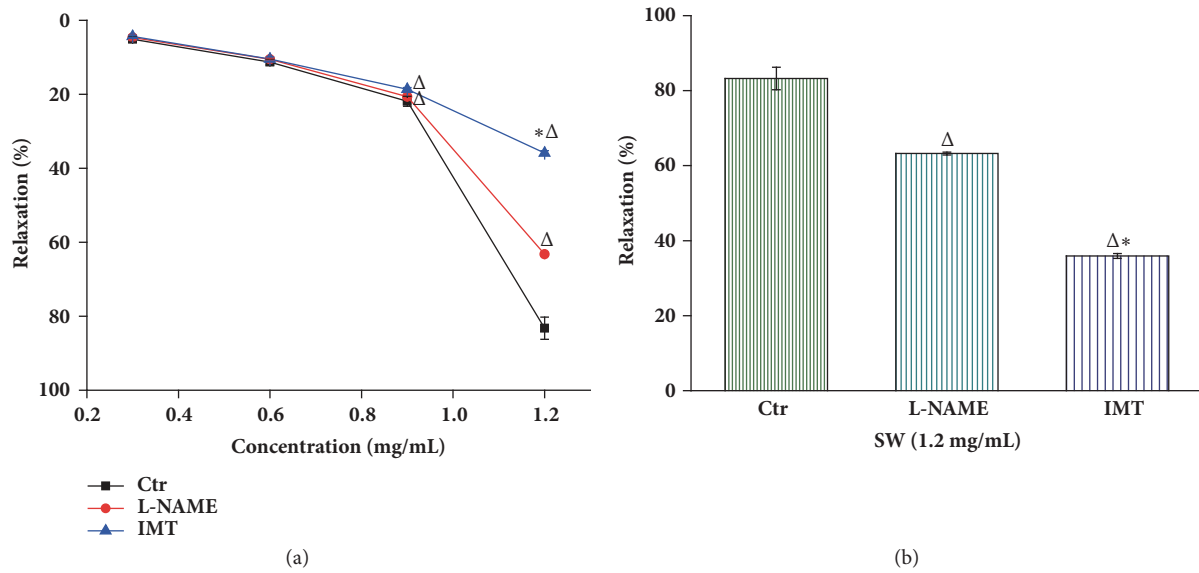 0
20
40
60
80
100
Relaxation (%)
Δ
Δ
*Δ
Δ
0.2 0.4 0.6 0.8 1.0 1.2
Concentration (mg/mL)
Ctr
L-NAME
IMT
(a)
100
80
60
40
20
0
Relaxation (%)
Δ
Δ*
Ctr L-NAME IMT
SW (1.2 mg/mL)
(b)